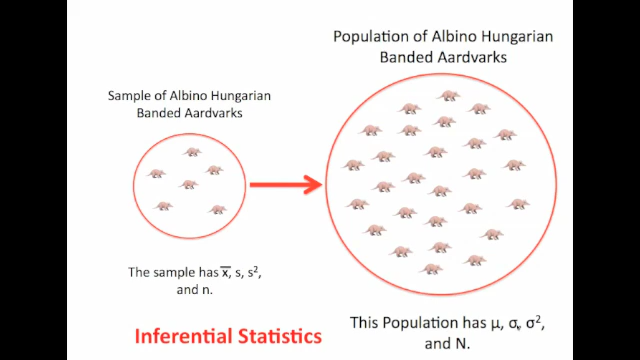 Population of Albino Hungarian
Banded Aardvarks
Sample of Albino Hungarian
Banded Aardvarks
The sample has x̅, s, s²,
and n.
Inferential Statistics
This Population has μ, σ, σ²,
and N.